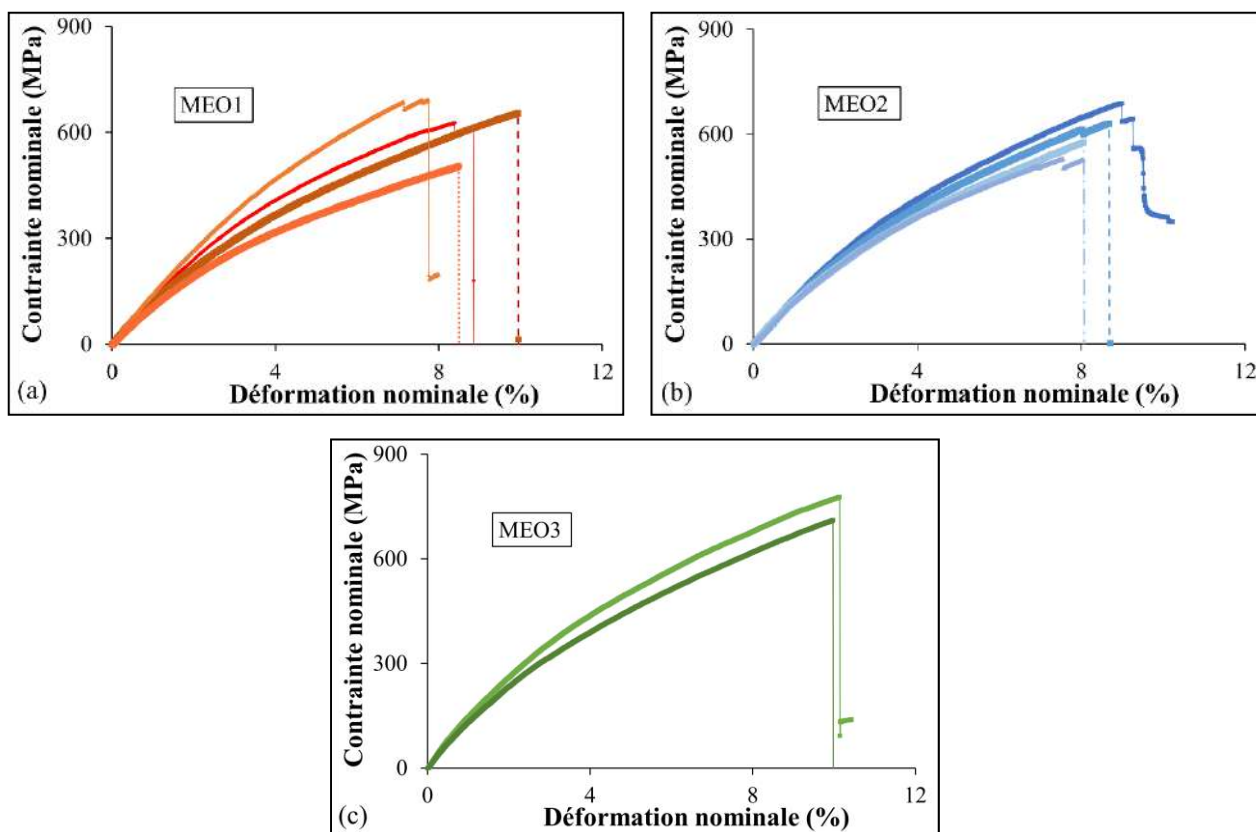 Contrainte nominale (MPa)
900
600
300
0
MEO1
0 4 8 12
(a)
Déformation nominale (%)
Contrainte nominale (MPa)
900
600
300
0
MEO2
0 4 8 12
(b)
Déformation nominale (%)
Contrainte nominale (MPa)
900
600
300
0
MEO3
0 4 8 12
(c)
Déformation nominale (%)